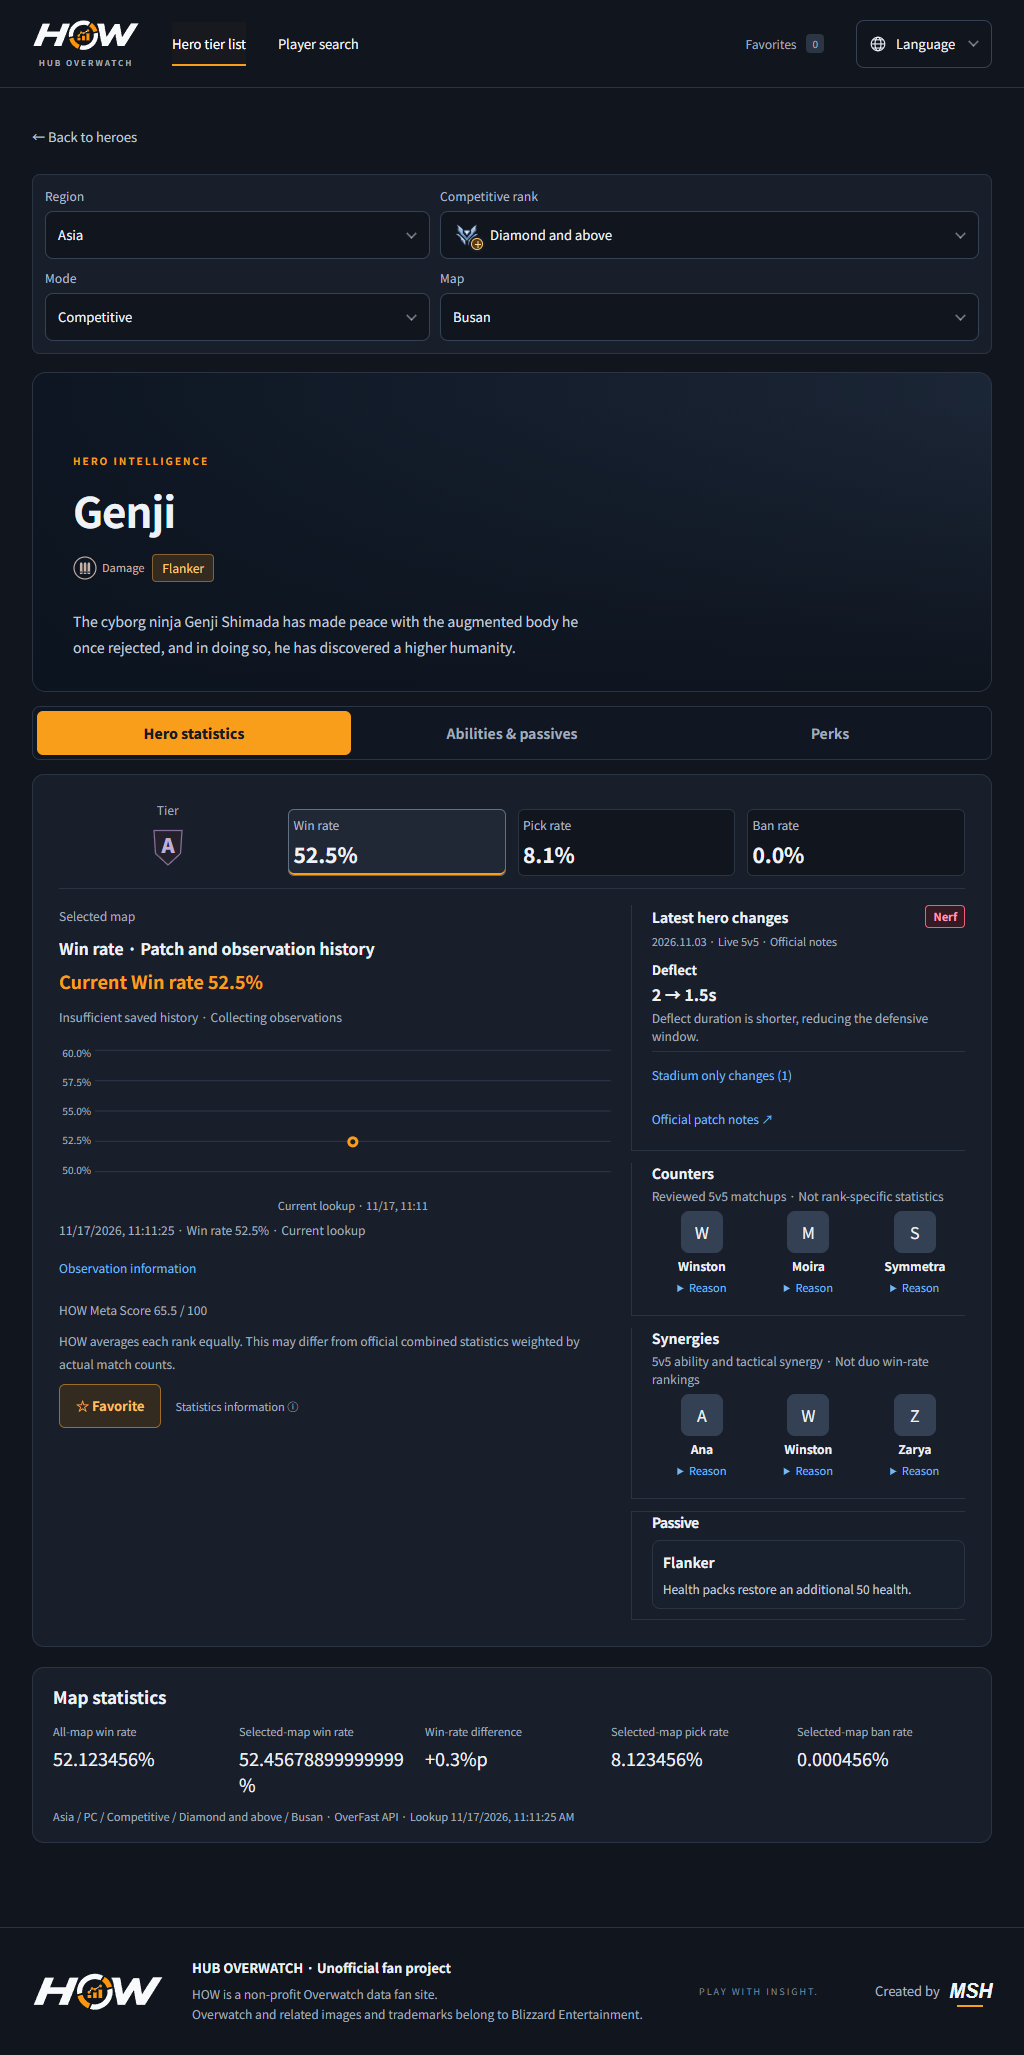 HOW
HUB OVERWATCH
Hero tier list
Player search
Favorites 0
Language
← Back to heroes
Region
Asia
Competitive rank
Diamond and above
Mode
Competitive
Map
Busan
HERO INTELLIGENCE
Genji
Damage
Flanker
The cyborg ninja Genji Shimada has made peace with the augmented body he
once rejected, and in doing so, he has discovered a higher humanity.
Hero statistics
Abilities & passives
Perks
Tier
A
Win rate
52.5%
Pick rate
8.1%
Ban rate
0.0%
Selected map
Win rate · Patch and observation history
Current Win rate 52.5%
Insufficient saved history · Collecting observations
60.0%
57.5%
55.0%
52.5%
50.0%
Current lookup · 11/17, 11:11
11/17/2026, 11:11:25 · Win rate 52.5% · Current lookup
Observation information
HOW Meta Score 65.5 / 100
HOW averages each rank equally. This may differ from official combined statistics weighted by
actual match counts.
☆ Favorite
Statistics information ⓘ
Latest hero changes
Nerf
2026.11.03 · Live 5v5 · Official notes
Deflect
2 → 1.5s
Deflect duration is shorter, reducing the defensive
window.
Stadium only changes (1)
Official patch notes ↗
Counters
Reviewed 5v5 matchups · Not rank-specific statistics
W
M
S
Winston
Moira
Symmetra
▶ Reason
▶ Reason
▶ Reason
Synergies
5v5 ability and tactical synergy · Not duo win-rate
rankings
A
W
Z
Ana
Winston
Zarya
▶ Reason
▶ Reason
▶ Reason
Passive
Flanker
Health packs restore an additional 50 health.
Map statistics
All-map win rate
52.123456%
Selected-map win rate
52.45678899999999
%
Win-rate difference
+0.3%p
Selected-map pick rate
8.123456%
Selected-map ban rate
0.000456%
Asia / PC / Competitive / Diamond and above / Busan · OverFast API · Lookup 11/17/2026, 11:11:25 AM
HOW
HUB OVERWATCH · Unofficial fan project
HOW is a non-profit Overwatch data fan site.
Overwatch and related images and trademarks belong to Blizzard Entertainment.
PLAY WITH INSIGHT.
Created by MSH